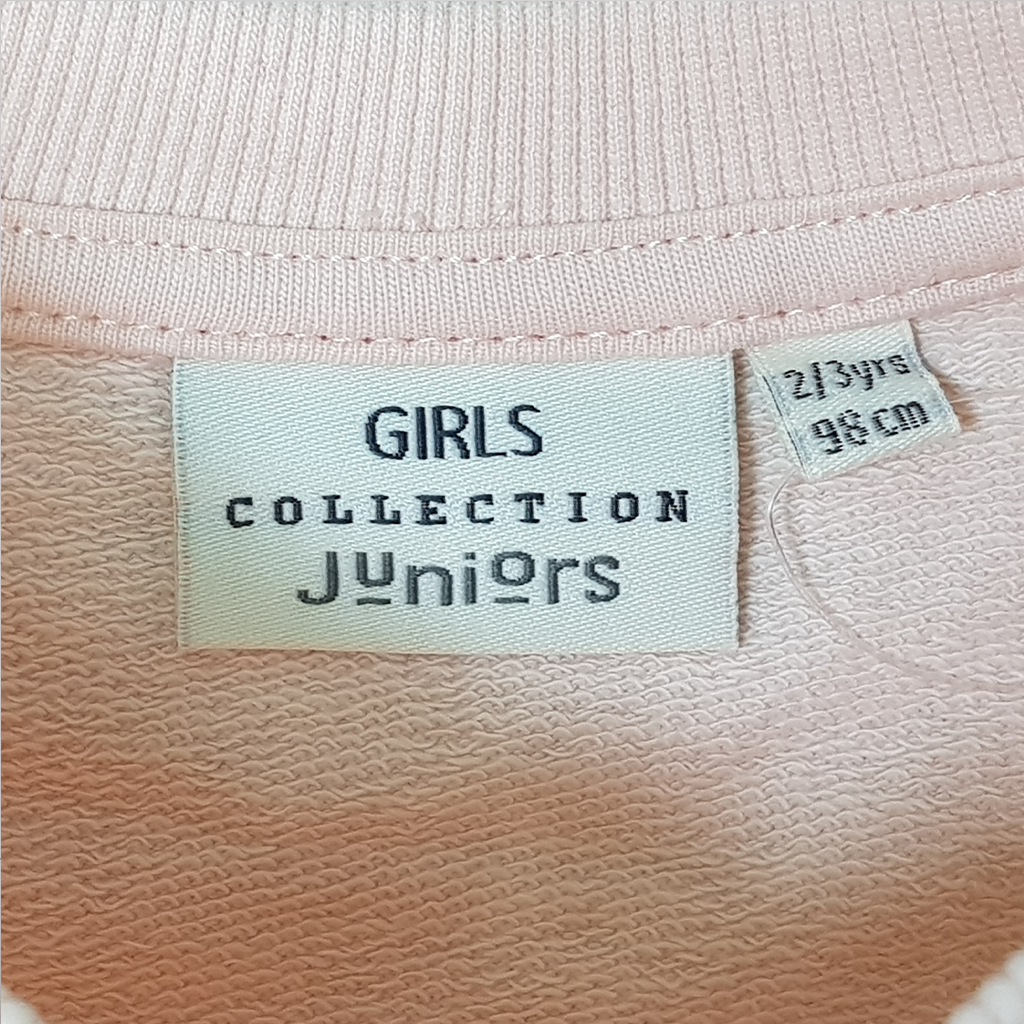 GIRLS
COLLECTION
Juniors
2/3yrs
98 cm